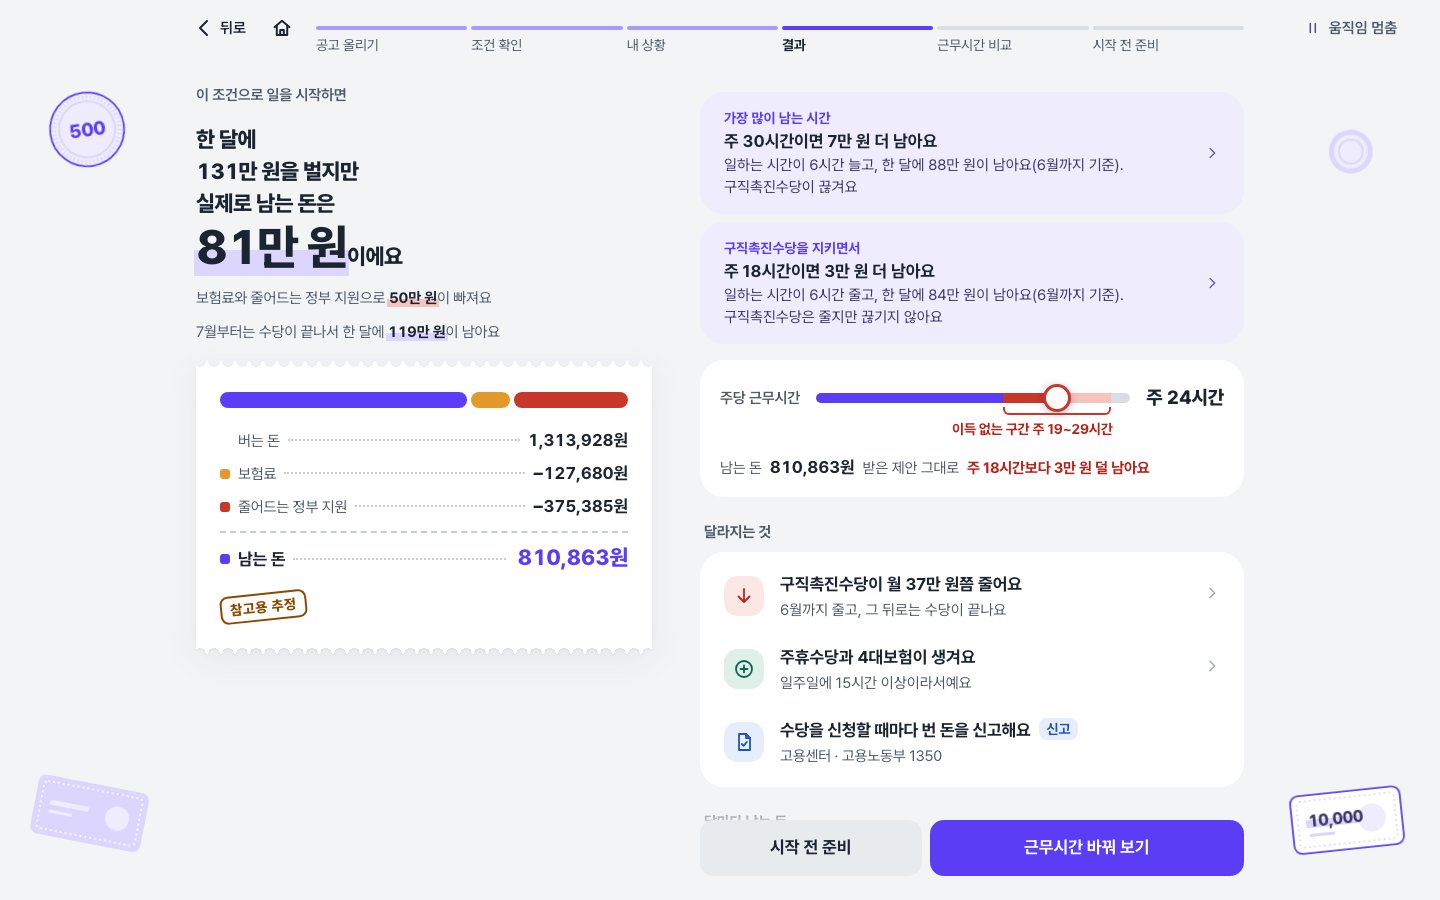 뒤로
공고 올리기
조건 확인
내 상황
결과
근무시간 비교
시작 전 준비
움직임 멈춤
500
이 조건으로 일을 시작하면
한 달에
131만 원을 벌지만
실제로 남는 돈은
81만 원이에요
보험료와 줄어드는 정부 지원으로 50만 원이 빠져요
7월부터는 수당이 끝나서 한 달에 119만 원이 남아요
버는 돈 1,313,928원
보험료 −127,680원
줄어드는 정부 지원 −375,385원
남는 돈 810,863원
참고용 추정
가장 많이 남는 시간
주 30시간이면 7만 원 더 남아요
일하는 시간이 6시간 늘고, 한 달에 88만 원이 남아요(6월까지 기준).
구직촉진수당이 끊겨요
구직촉진수당을 지키면서
주 18시간이면 3만 원 더 남아요
일하는 시간이 6시간 줄고, 한 달에 84만 원이 남아요(6월까지 기준).
구직촉진수당은 줄지만 끊기지 않아요
주당 근무시간
주 24시간
이득 없는 구간 주 19~29시간
남는 돈 810,863원 받은 제안 그대로 주 18시간보다 3만 원 덜 남아요
달라지는 것
구직촉진수당이 월 37만 원쯤 줄어요
6월까지 줄고, 그 뒤로는 수당이 끝나요
주휴수당과 4대보험이 생겨요
일주일에 15시간 이상이라서예요
수당을 신청할 때마다 번 돈을 신고해요 신고
고용센터 · 고용노동부 1350
시작 전 준비
근무시간 바꿔 보기
10,000